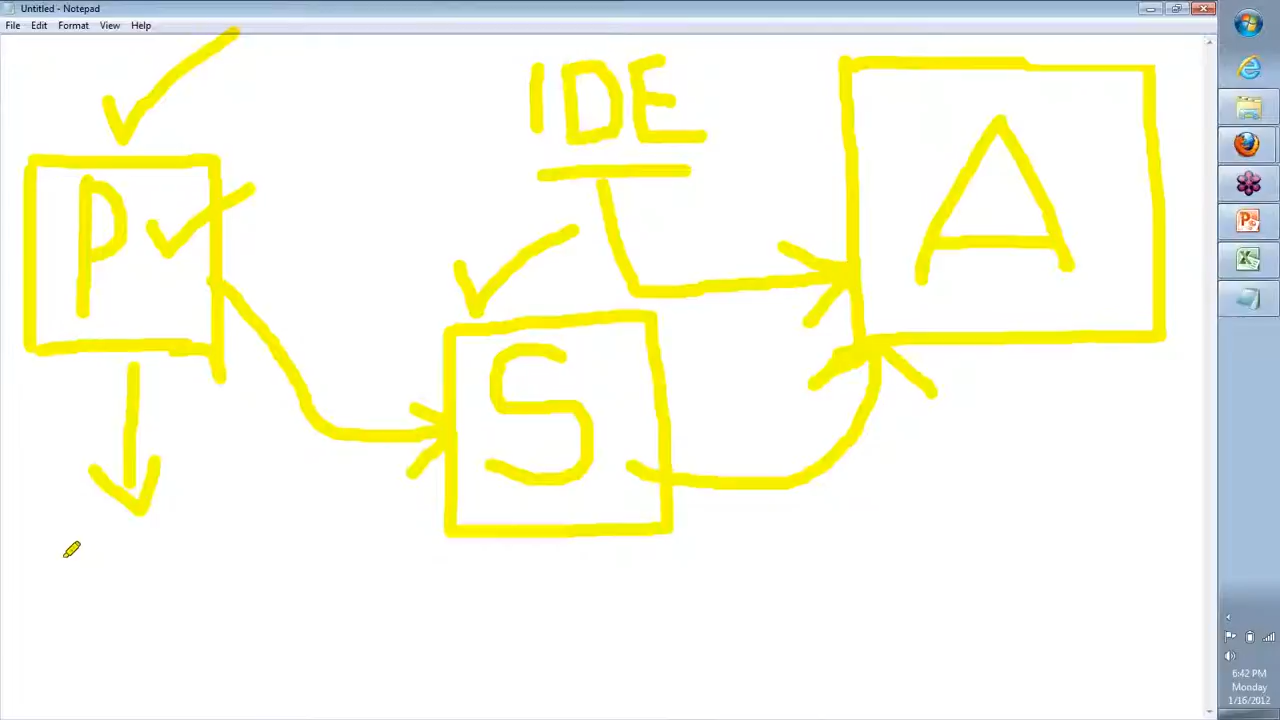 Untitled - Notepad
File Edit Format View Help
IDE
P
A
S
6:42 PM
Monday
1/16/2012